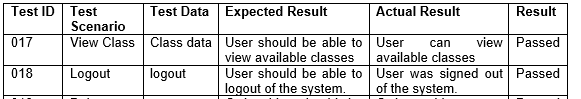 Test ID Test Scenario Test Data Expected Result Actual Result Result
017 View Class Class data User should be able to view available classes User can view available classes Passed
018 Logout logout User should be able to logout of the system. User was signed out of the system. Passed